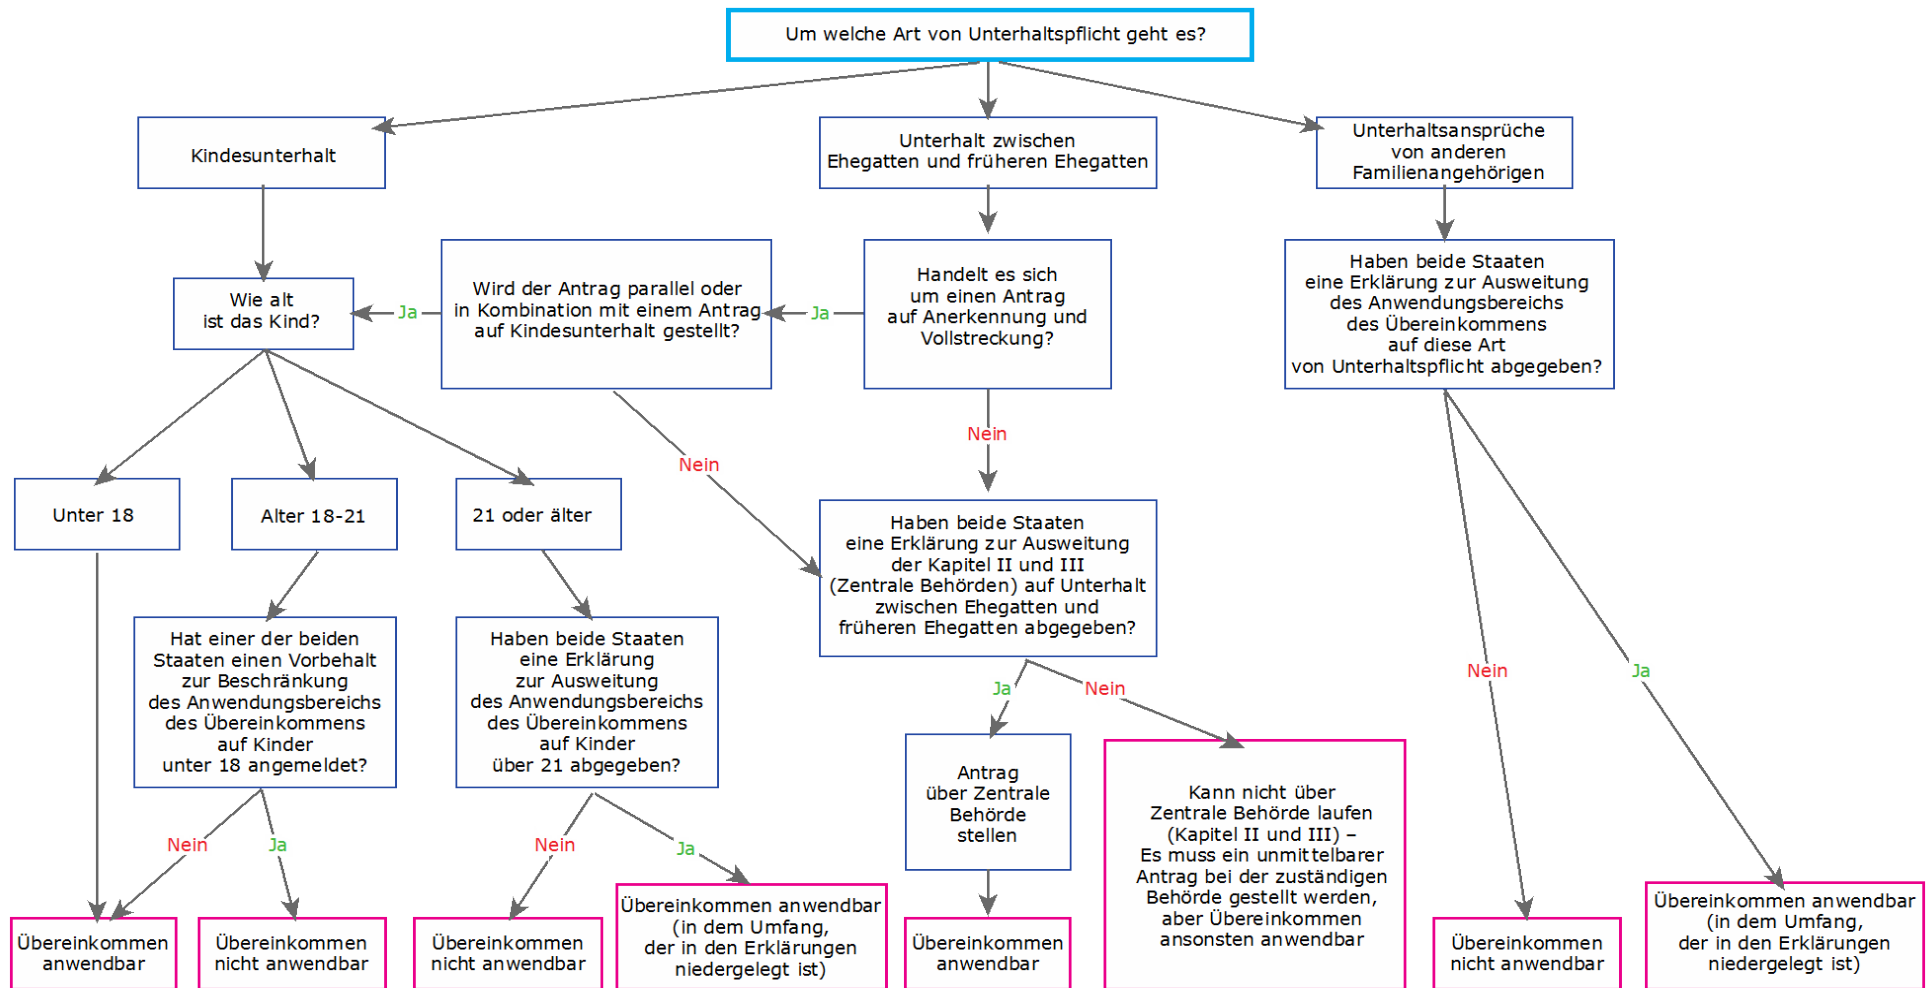 Um welche Art von Unterhaltspflicht geht es?
Kindesunterhalt
Unterhalt zwischen
Ehegatten und früheren Ehegatten
Unterhaltsansprüche
von anderen
Familienangehörigen
Wie alt
ist das Kind?
Ja
Wird der Antrag parallel oder
in Kombination mit einem Antrag
auf Kindesunterhalt gestellt?
Ja
Handelt es sich
um einen Antrag
auf Anerkennung und
Vollstreckung?
Haben beide Staaten
eine Erklärung zur Ausweitung
des Anwendungsbereichs
des Übereinkommens
auf diese Art
von Unterhaltspflicht abgegeben?
Nein
Nein
Unter 18
Alter 18-21
21 oder älter
Haben beide Staaten
eine Erklärung zur Ausweitung
der Kapitel II und III
(Zentrale Behörden) auf Unterhalt
zwischen Ehegatten und
früheren Ehegatten abgegeben?
Hat einer der beiden
Staaten einen Vorbehalt
zur Beschränkung
des Anwendungsbereichs
des Übereinkommens
auf Kinder
unter 18 angemeldet?
Haben beide Staaten
eine Erklärung
zur Ausweitung
des Anwendungsbereichs
des Übereinkommens
auf Kinder
über 21 abgegeben?
Ja
Nein
Nein
Ja
Antrag
über Zentrale
Behörde
stellen
Kann nicht über
Zentrale Behörde laufen
(Kapitel II und III) –
Es muss ein unmittelbarer
Antrag bei der zuständigen
Behörde gestellt werden,
aber Übereinkommen
ansonsten anwendbar
Nein
Ja
Nein
Ja
Übereinkommen
anwendbar
Übereinkommen
nicht anwendbar
Übereinkommen
nicht anwendbar
Übereinkommen anwendbar
(in dem Umfang,
der in den Erklärungen
niedergelegt ist)
Übereinkommen
anwendbar
Übereinkommen
nicht anwendbar
Übereinkommen anwendbar
(in dem Umfang,
der in den Erklärungen
niedergelegt ist)